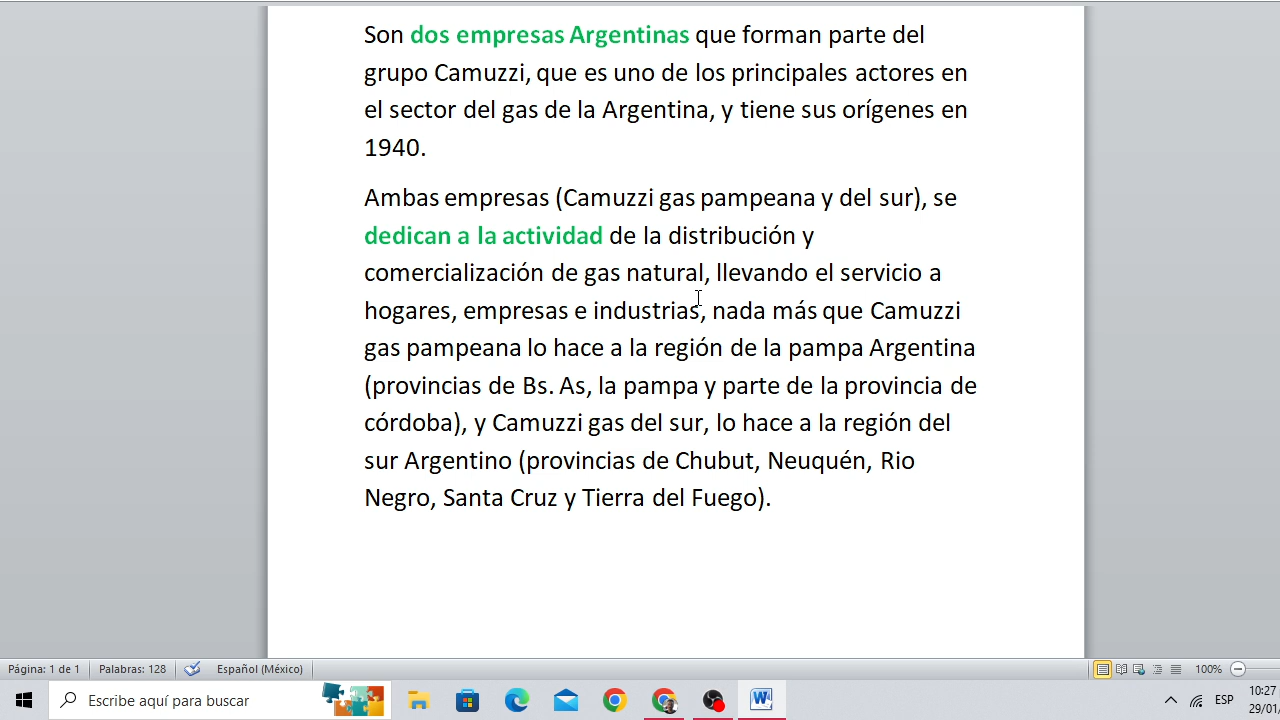 Son dos empresas Argentinas que forman parte del
grupo Camuzzi, que es uno de los principales actores en
el sector del gas de la Argentina, y tiene sus orígenes en
1940.
Ambas empresas (Camuzzi gas pampeana y del sur), se
dedican a la actividad de la distribución y
comercialización de gas natural, llevando el servicio a
hogares, empresas e industrias, nada más que Camuzzi
gas pampeana lo hace a la región de la pampa Argentina
(provincias de Bs. As, la pampa y parte de la provincia de
córdoba), y Camuzzi gas del sur, lo hace a la región del
sur Argentino (provincias de Chubut, Neuquén, Rio
Negro, Santa Cruz y Tierra del Fuego).
Página: 1 de 1 Palabras: 128 Español (México) 100%
Escribe aquí para buscar ESP 10:27
29/01/